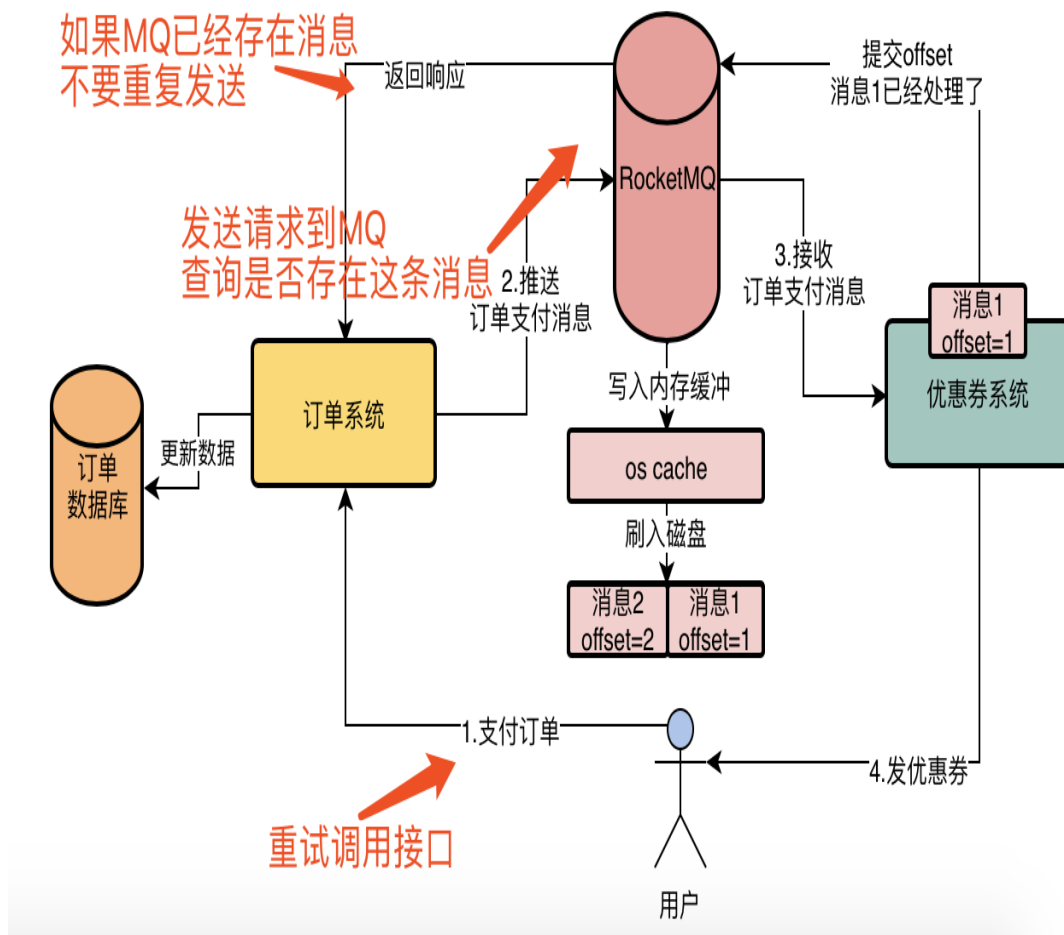 如果MQ已经存在消息
不要重复发送
返回响应
提交offset
消息1已经处理了
RocketMQ
发送请求到MQ
查询是否存在这条消息
2.推送
订单支付消息
3.接收
订单支付消息
消息1
offset=1
优惠券系统
订单系统
写入内存缓冲
更新数据
订单
数据库
os cache
刷入磁盘
消息2
offset=2
消息1
offset=1
1.支付订单
4.发优惠券
重试调用接口
用户